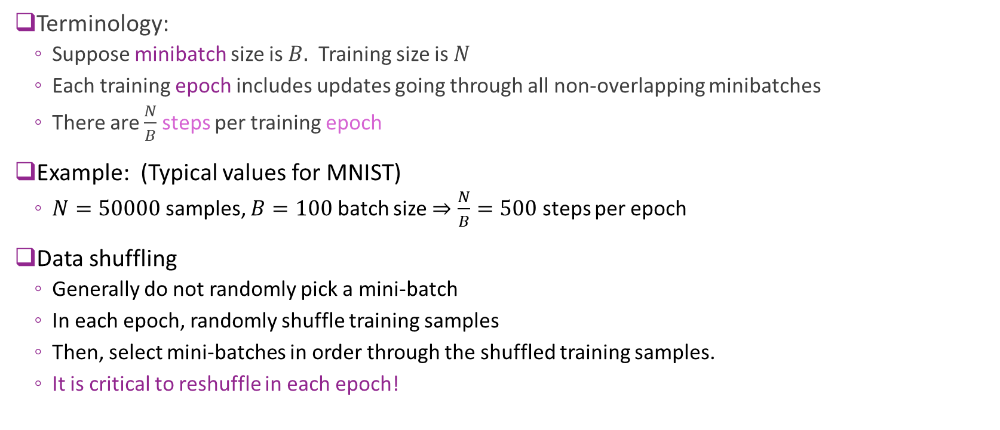 ❑Terminology:
◦ Suppose minibatch size is B. Training size is N
◦ Each training epoch includes updates going through all non-overlapping minibatches
◦ There are N/B steps per training epoch
❑Example: (Typical values for MNIST)
◦ N = 50000 samples, B = 100 batch size ⇒ N/B = 500 steps per epoch
❑Data shuffling
◦ Generally do not randomly pick a mini-batch
◦ In each epoch, randomly shuffle training samples
◦ Then, select mini-batches in order through the shuffled training samples.
◦ It is critical to reshuffle in each epoch!